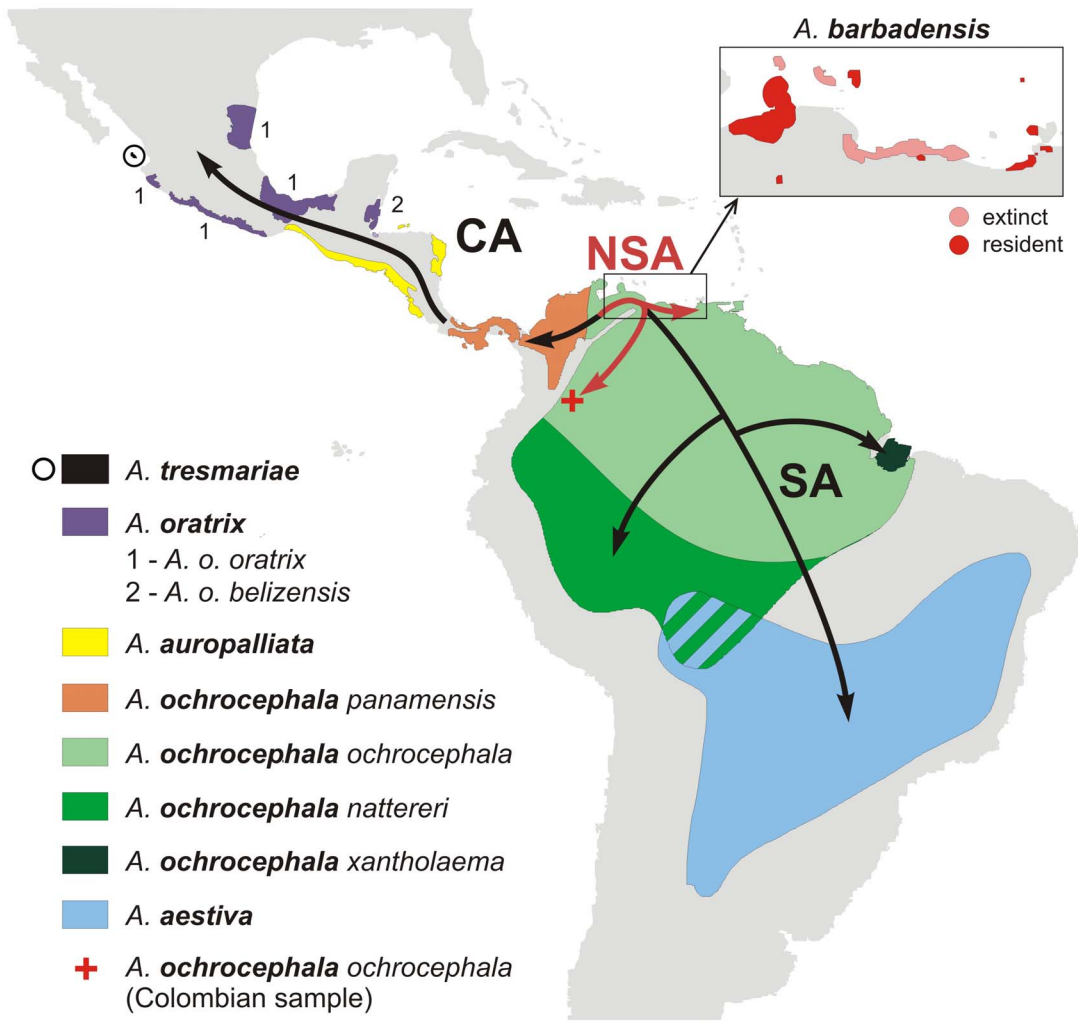 A. barbadensis
extinct
resident
1
1
1
1
2
CA
NSA
SA
A. tresmariae
A. oratrix
1 - A. o. oratrix
2 - A. o. belizensis
A. auropalliata
A. ochrocephala panamensis
A. ochrocephala ochrocephala
A. ochrocephala nattereri
A. ochrocephala xantholaema
A. aestiva
A. ochrocephala ochrocephala
(Colombian sample)